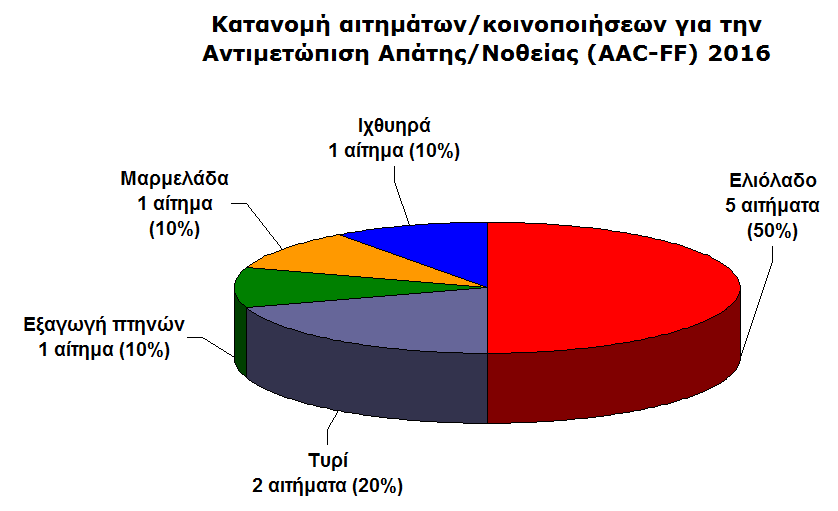 Κατανομή αιτημάτων/κοινοποιήσεων για την
Αντιμετώπιση Απάτης/Νοθείας (AAC-FF) 2016
Ιχθυηρά
1 αίτημα (10%)
Μαρμελάδα
1 αίτημα
(10%)
Ελιόλαδο
5 αιτήματα
(50%)
Εξαγωγή πτηνών
1 αίτημα (10%)
Τυρί
2 αιτήματα (20%)